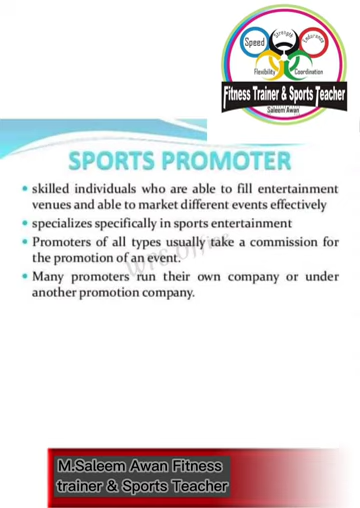 Speed
Strength
Endurance
Flexibility
Coordination
Fitness Trainer & Sports Teacher
Saleem Awan
SPORTS PROMOTER
• skilled individuals who are able to fill entertainment
venues and able to market different events effectively
• specializes specifically in sports entertainment
• Promoters of all types usually take a commission for
the promotion of an event.
• Many promoters run their own company or under
another promotion company.
M.Saleem Awan Fitness
trainer & Sports Teacher